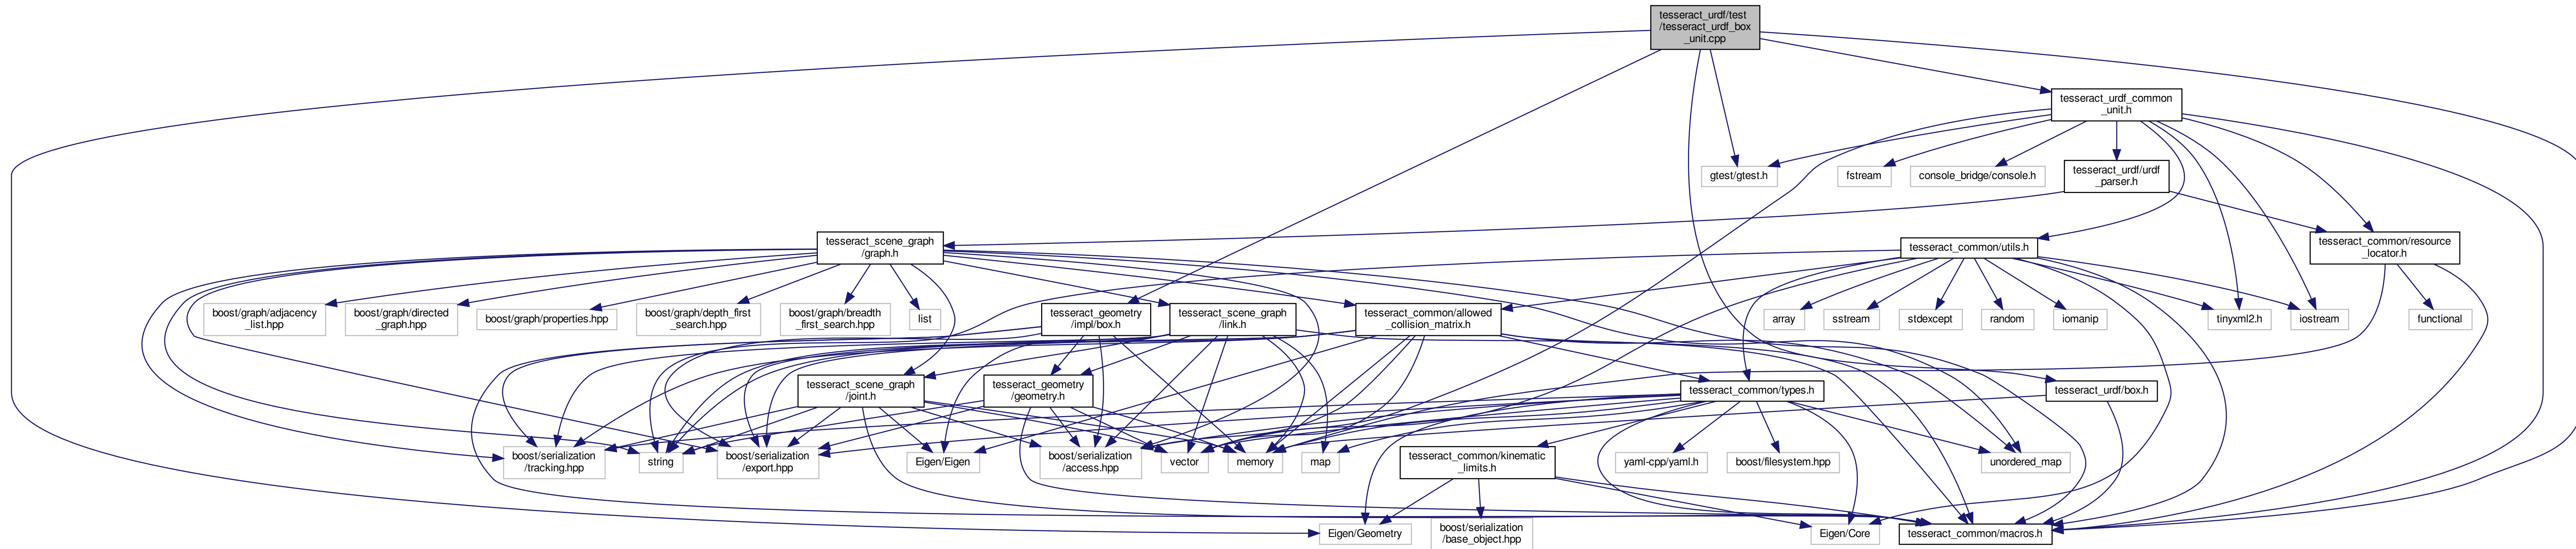 tesseract_urdf/test
/tesseract_urdf_box
_unit.cpp
tesseract_urdf_common
_unit.h
gtest/gtest.h
fstream
console_bridge/console.h
tesseract_urdf/urdf
_parser.h
tesseract_scene_graph
/graph.h
tesseract_common/utils.h
tesseract_common/resource
_locator.h
boost/graph/adjacency
_list.hpp
boost/graph/directed
_graph.hpp
boost/graph/properties.hpp
boost/graph/depth_first
_search.hpp
boost/graph/breadth
_first_search.hpp
list
tesseract_geometry
/impl/box.h
tesseract_scene_graph
/link.h
tesseract_common/allowed
_collision_matrix.h
array
sstream
stdexcept
random
iomanip
tinyxml2.h
iostream
functional
tesseract_scene_graph
/joint.h
tesseract_geometry
/geometry.h
tesseract_common/types.h
tesseract_urdf/box.h
boost/serialization
/tracking.hpp
string
boost/serialization
/export.hpp
Eigen/Eigen
boost/serialization
/access.hpp
vector
memory
map
tesseract_common/kinematic
_limits.h
yaml-cpp/yaml.h
boost/filesystem.hpp
unordered_map
Eigen/Geometry
boost/serialization
/base_object.hpp
Eigen/Core
tesseract_common/macros.h